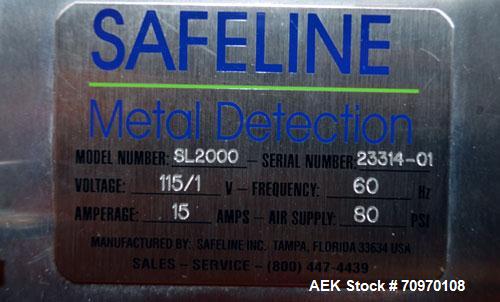 SAFELINE
Metal Detection
MODEL NUMBER: SL2000 – SERIAL NUMBER: 23314-01
VOLTAGE: 115/1 V – FREQUENCY: 60 Hz
AMPERAGE: 15 AMPS – AIR SUPPLY: 80 PSI
MANUFACTURED BY: SAFELINE INC. TAMPA, FLORIDA 33634 USA
SALES – SERVICE – (800) 447-4439
AEK Stock # 70970108